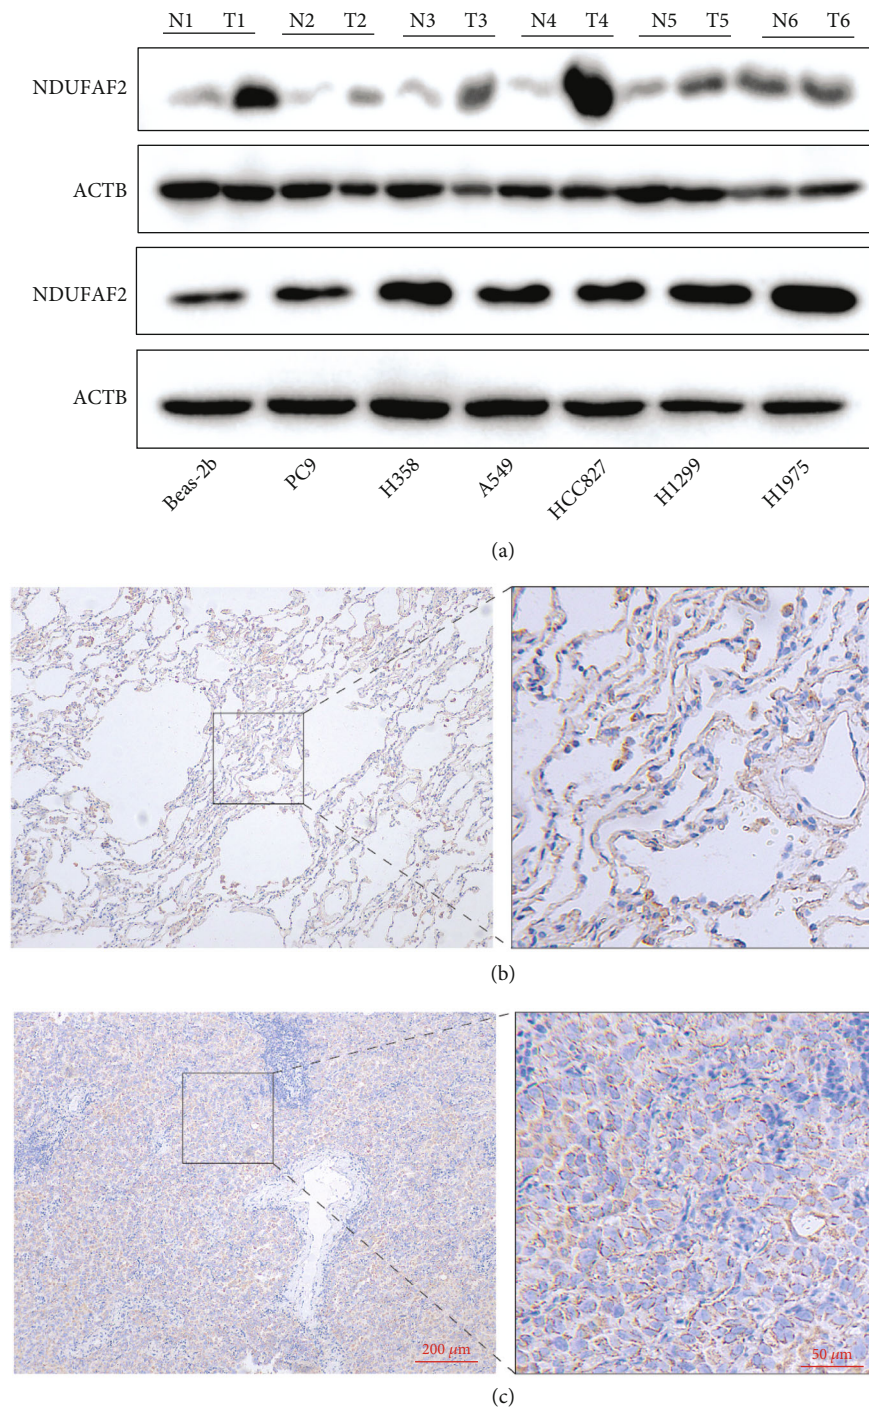 N1 T1 N2 T2 N3 T3 N4 T4 N5 T5 N6 T6
NDUFAF2
ACTB
NDUFAF2
ACTB
Beas-2b PC9 H358 A549 HCC827 H1299 H1975
(a)
(b)
200 μm 50 μm
(c)